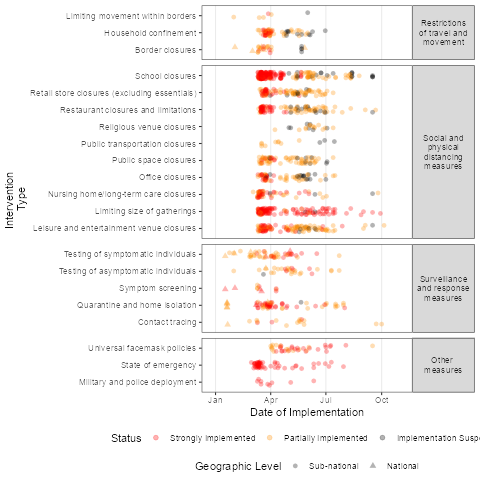 Intervention
Type
Limiting movement within borders
Household confinement
Border closures
Restrictions
of travel and
movement
School closures
Retail store closures (excluding essentials)
Restaurant closures and limitations
Religious venue closures
Public transportation closures
Public space closures
Office closures
Nursing home/long-term care closures
Limiting size of gatherings
Leisure and entertainment venue closures
Social and
physical
distancing
measures
Testing of symptomatic individuals
Testing of asymptomatic individuals
Symptom screening
Quarantine and home isolation
Contact tracing
Surveillance
and response
measures
Universal facemask policies
State of emergency
Military and police deployment
Other
measures
Jan Apr Jul Oct
Date of Implementation
Status Strongly Implemented Partially Implemented Implementation Susp
Geographic Level Sub-national National